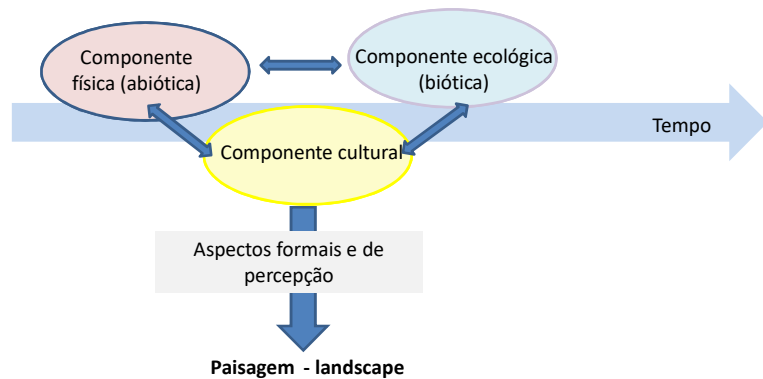 Componente
física (abiótica)
Componente ecológica
(biótica)
Tempo
Componente cultural
Aspectos formais e de
percepção
Paisagem - landscape